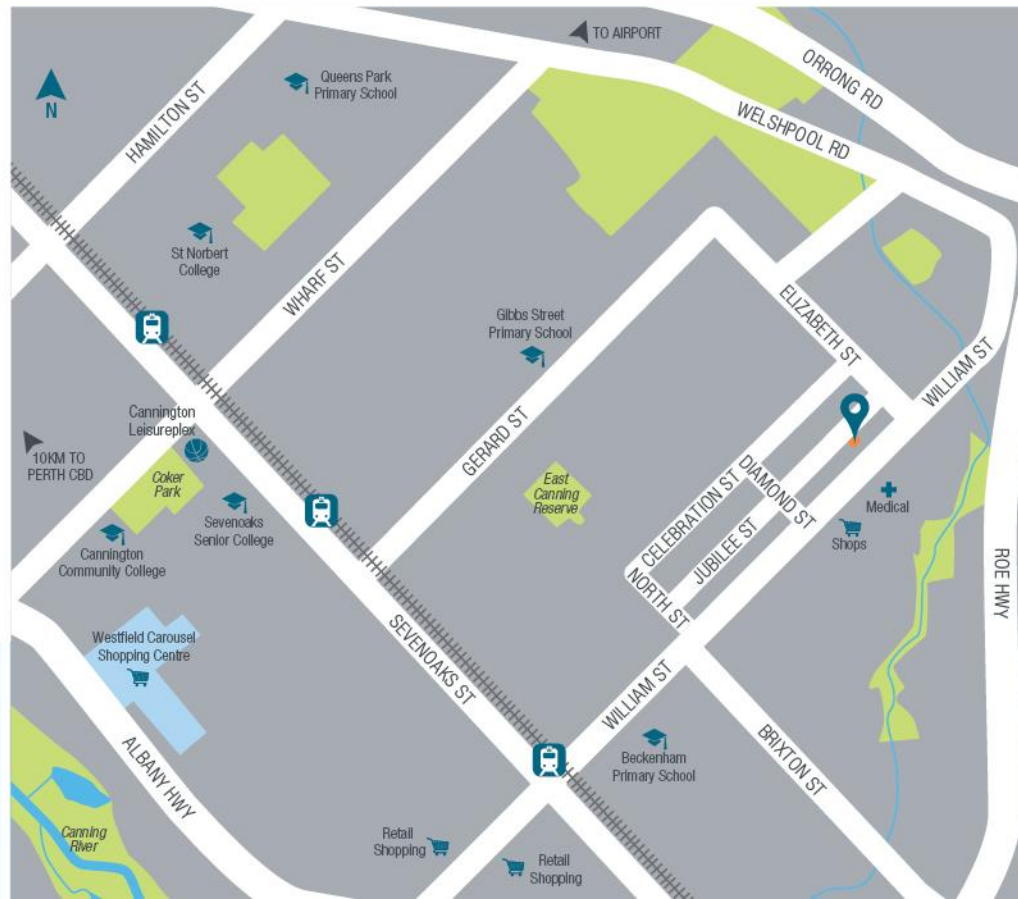 TO AIRPORT
ORRONG RD
N
Queens Park
Primary School
HAMILTON ST
WELSHPOOL RD
St Norbert
College
WHARF ST
ELIZABETH ST
Gibbs Street
Primary School
WILLIAM ST
Cannington
Leisureplex
10KM TO
PERTH CBD
GERARD ST
Coker
Park
Sevenoaks
Senior College
East
Canning
Reserve
CELEBRATION ST
DIAMOND ST
JUBILEE ST
Medical
Shops
Cannington
Community College
NORTH ST
ROE HWY
Westfield Carousel
Shopping Centre
SEVENOAKS ST
WILLIAM ST
BRIXTON ST
Beckenham
Primary School
ALBANY HWY
Canning
River
Retail
Shopping
Retail
Shopping